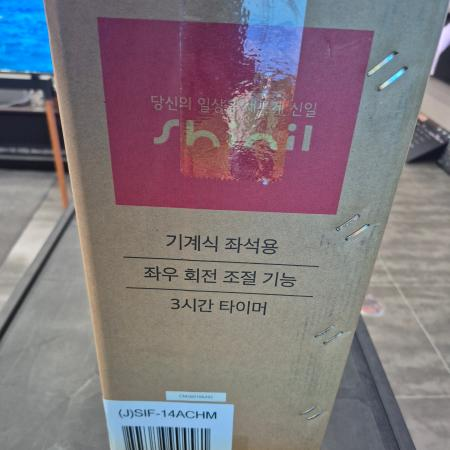 당신의 일상을 새롭게 신일
Shinil
기계식 좌석용
좌우 회전 조절 기능
3시간 타이머
(J)SIF-14ACHM